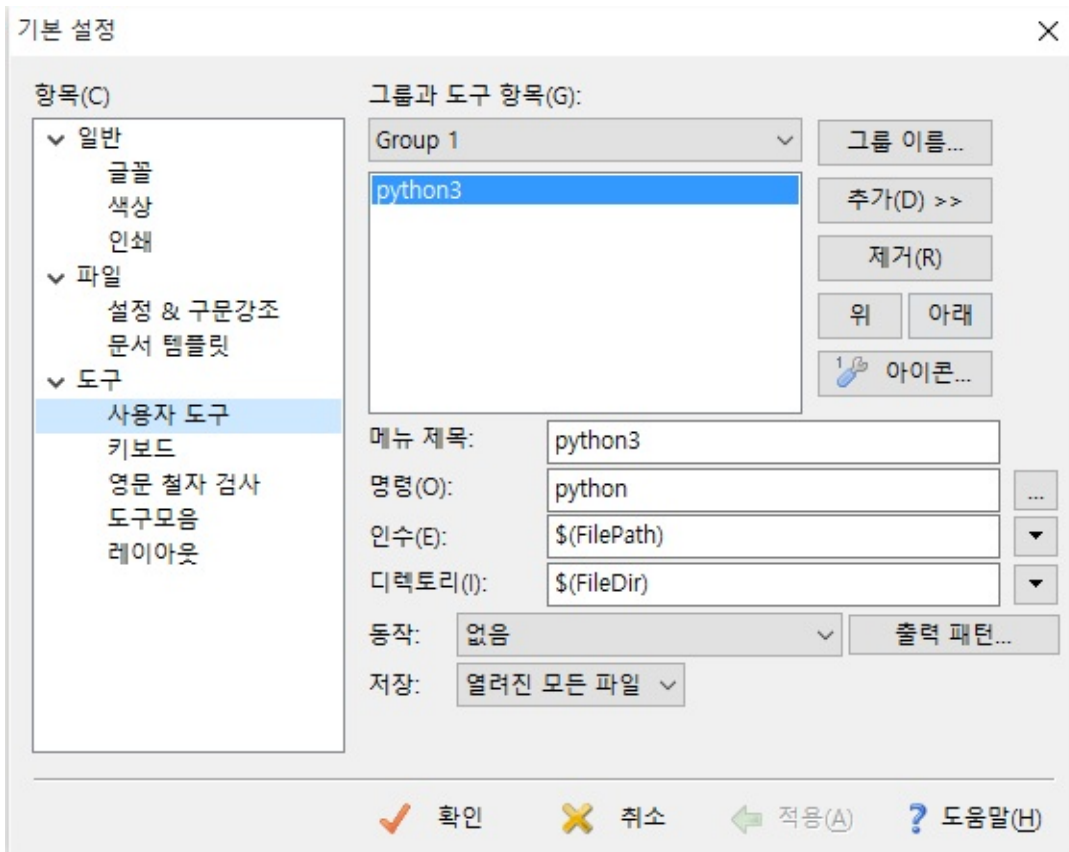 기본 설정
항목(C)
일반
글꼴
색상
인쇄
파일
설정 & 구문강조
문서 템플릿
도구
사용자 도구
키보드
영문 철자 검사
도구모음
레이아웃
그룹과 도구 항목(G):
Group 1
그룹 이름...
python3
추가(D) >>
제거(R)
위 아래
1 아이콘...
메뉴 제목: python3
명령(O): python ...
인수(E): $(FilePath)
디렉토리(I): $(FileDir)
동작: 없음 출력 패턴...
저장: 열려진 모든 파일
확인 취소 적용(A) ? 도움말(H)